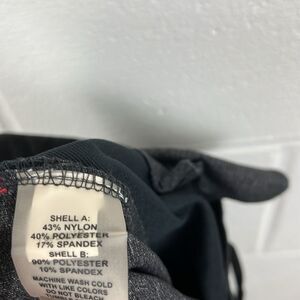 SHELL A:
43% NYLON
40% POLYESTER
17% SPANDEX
SHELL B:
90% POLYESTER
10% SPANDEX
MACHINE WASH COLD
WITH LIKE COLORS
DO NOT BLEACH